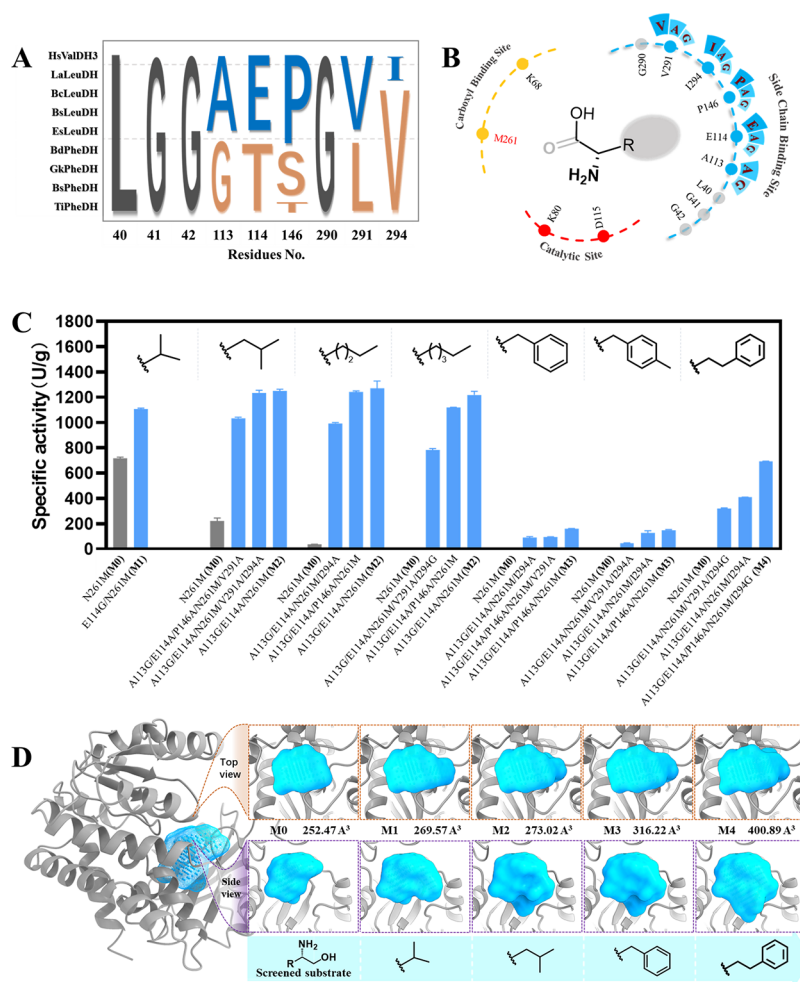 A
HsValDH3
LaLeuDH
BcLeuDH
BsLeuDH
EsLeuDH
BdPheDH
GkPheDH
BsPheDH
TiPheDH
L G G A E P G V I
G T S L V
T
40 41 42 113 114 146 290 291 294
Residues No.
B
Carboxyl Binding Site
K68
M261
OH
O
R
H₂N
K80
D115
Catalytic Site
Side Chain Binding Site
G290
V291
I294
P146
E114
A113
L40
G41
G42
V A G
I A G
P A G
E A G
A G
C
Specific activity (U/g)
1800
1600
1400
1200
1000
800
600
400
200
0
2
3
N261M(M0)
E114G/N261M(M1)
N261M(M0)
A113G/E114A/P146A/N261M/V291A
A113G/E114A/N261M/V291A/I294A
A113G/E114A/N261M(M2)
N261M(M0)
A113G/E114A/N261M/I294A
A113G/E114A/P146A/N261M
A113G/E114A/N261M(M2)
N261M(M0)
A113G/E114A/N261M/V291A/I294G
A113G/E114A/P146A/N261M
A113G/E114A/N261M(M2)
N261M(M0)
A113G/E114A/N261M/I294A
A113G/E114A/P146A/N261M/V291A
A113G/E114A/P146A/N261M(M3)
N261M(M0)
A113G/E114A/N261M/V291A/I294A
A113G/E114A/N261M/I294A
A113G/E114A/P146A/N261M(M3)
N261M(M0)
A113G/E114A/N261M/V291A/I294G
A113G/E114A/N261M/I294A
A113G/E114A/P146A/N261M/I294G (M4)
D
Top
view
M0 252.47 Å³
M1 269.57 Å³
M2 273.02 Å³
M3 316.22 Å³
M4 400.89 Å³
Side
view
NH₂
R
OH
Screened substrate